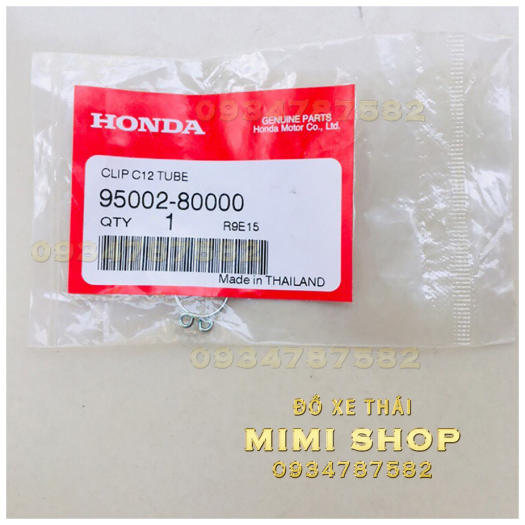 0934787582
HONDA
GENUINE PARTS
Honda Motor Co., Ltd.
CLIP C12 TUBE
95002-80000
QTY 1 R9E15
0934787582
Made in THAILAND
0934787582
ĐỒ XE THÁI
MIMI SHOP
0934787582